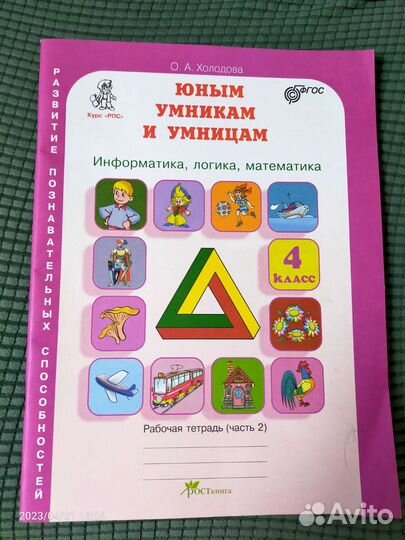 О. А. Холодова
Курс «РПС»
ФГОС
ЮНЫМ
УМНИКАМ
И УМНИЦАМ
Информатика, логика, математика
РАЗВИТИЕ ПОЗНАВАТЕЛЬНЫХ СПОСОБНОСТЕЙ
4
КЛАСС
Рабочая тетрадь (часть 2)
РОСТкнига
Avito